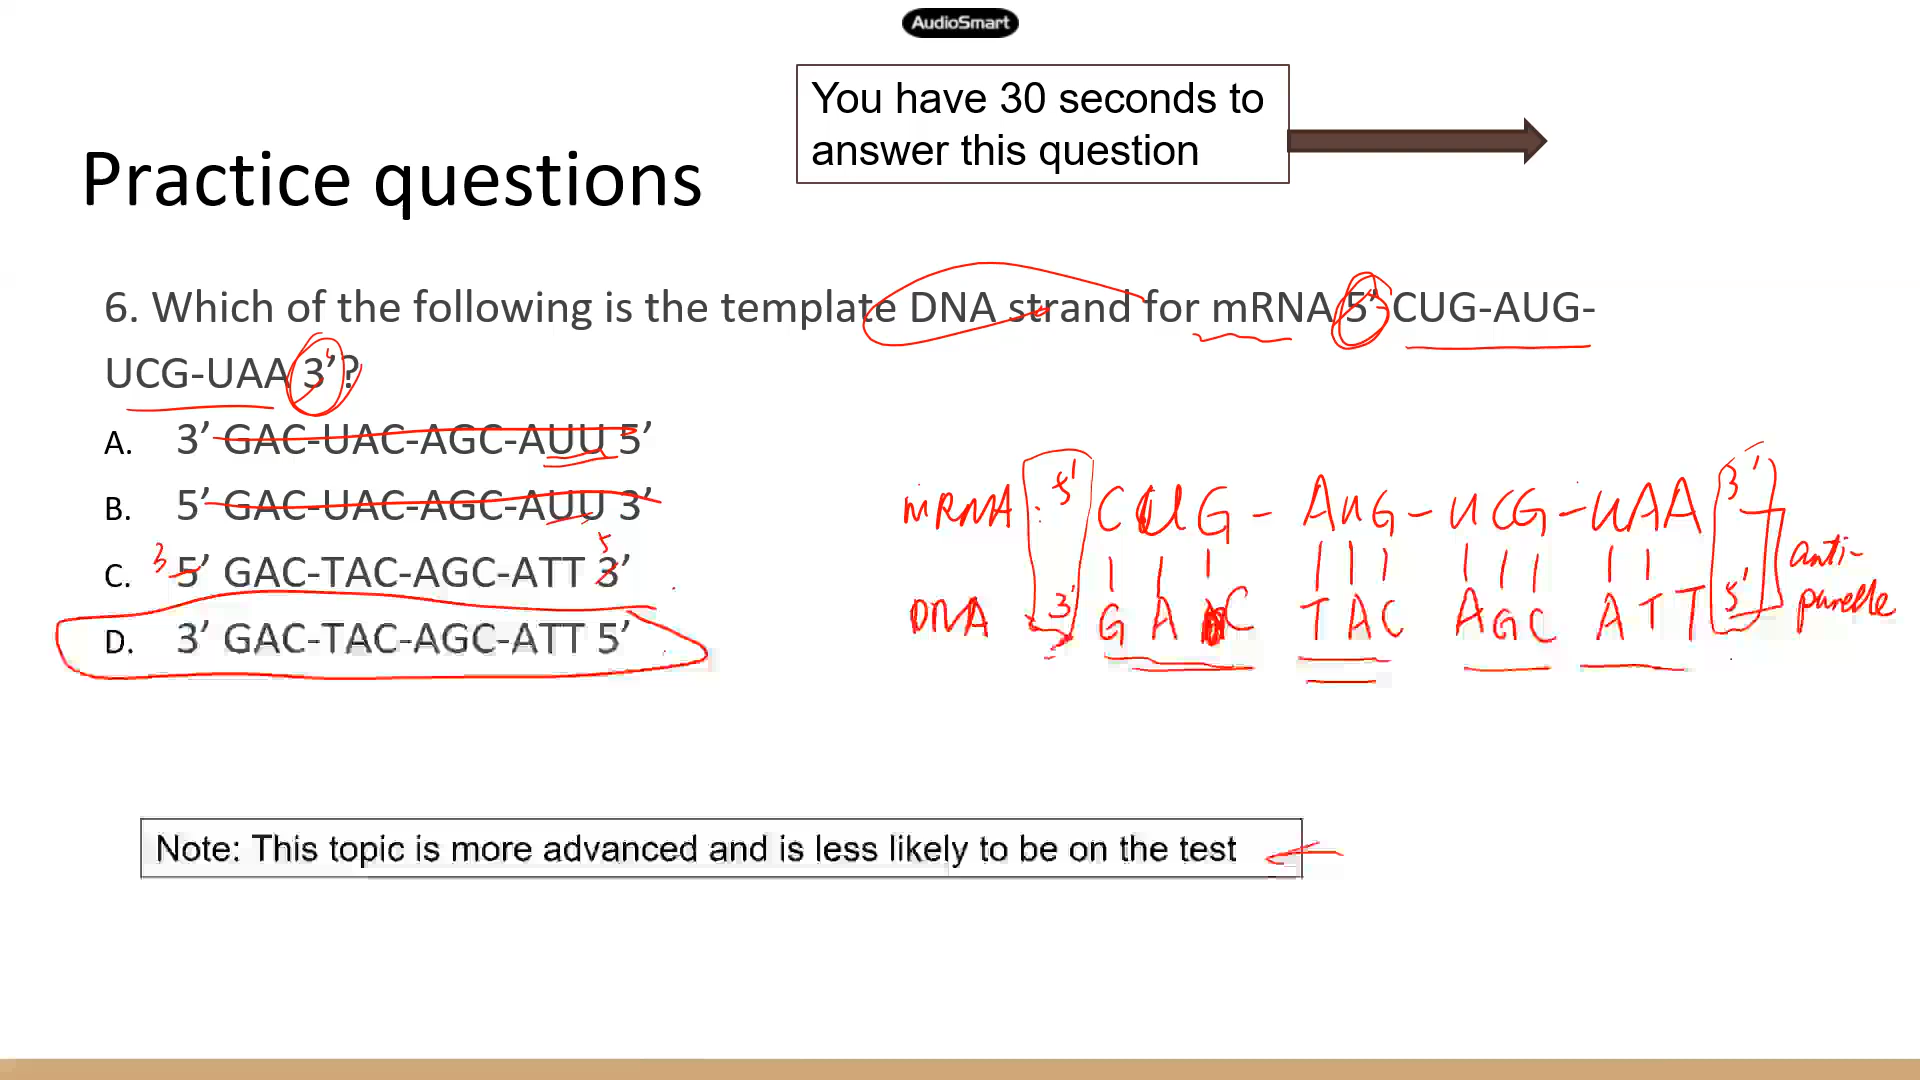 AudioSmart
You have 30 seconds to
answer this question
Practice questions
6. Which of the following is the template DNA strand for mRNA 5’ CUG-AUG-
UCG-UAA 3’?
A. 3’ GAC-UAC-AGC-AUU 5’
B. 5’ GAC-UAC-AGC-AUU 3’
3 5
C. 5’ GAC-TAC-AGC-ATT 3’
D. 3’ GAC-TAC-AGC-ATT 5’
mRNA 5' CUG - AUG - UCG - UAA 3'
DNA 3' GAC TAC AGC ATT 5'
anti-
Note: This topic is more advanced and is less likely to be on the test